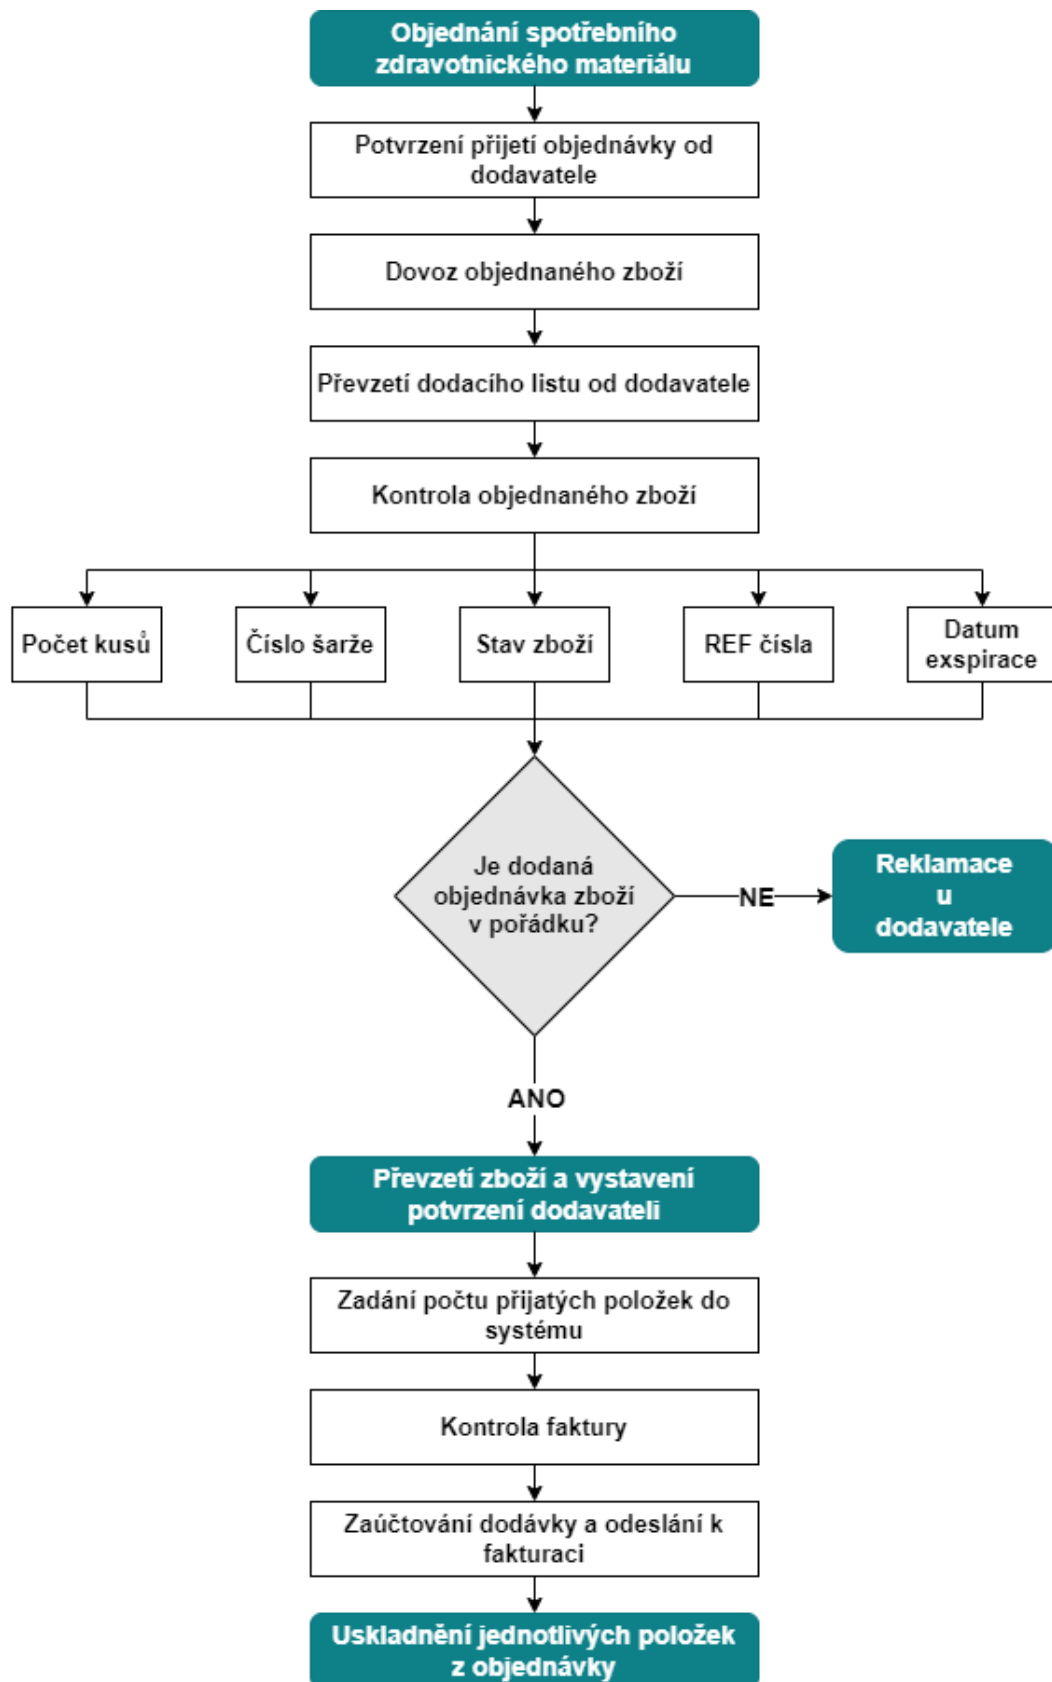 Objednání spotřebního
zdravotnického materiálu
Potvrzení přijetí objednávky od
dodavatele
Dovoz objednaného zboží
Převzetí dodacího listu od dodavatele
Kontrola objednaného zboží
Počet kusů
Číslo šarže
Stav zboží
REF čísla
Datum
exspirace
Je dodaná
objednávka zboží
v pořádku?
NE
Reklamace
u
dodavatele
ANO
Převzetí zboží a vystavení
potvrzení dodavateli
Zadání počtu přijatých položek do
systému
Kontrola faktury
Zaúčtování dodávky a odeslání k
fakturaci
Uskladnění jednotlivých položek
z objednávky